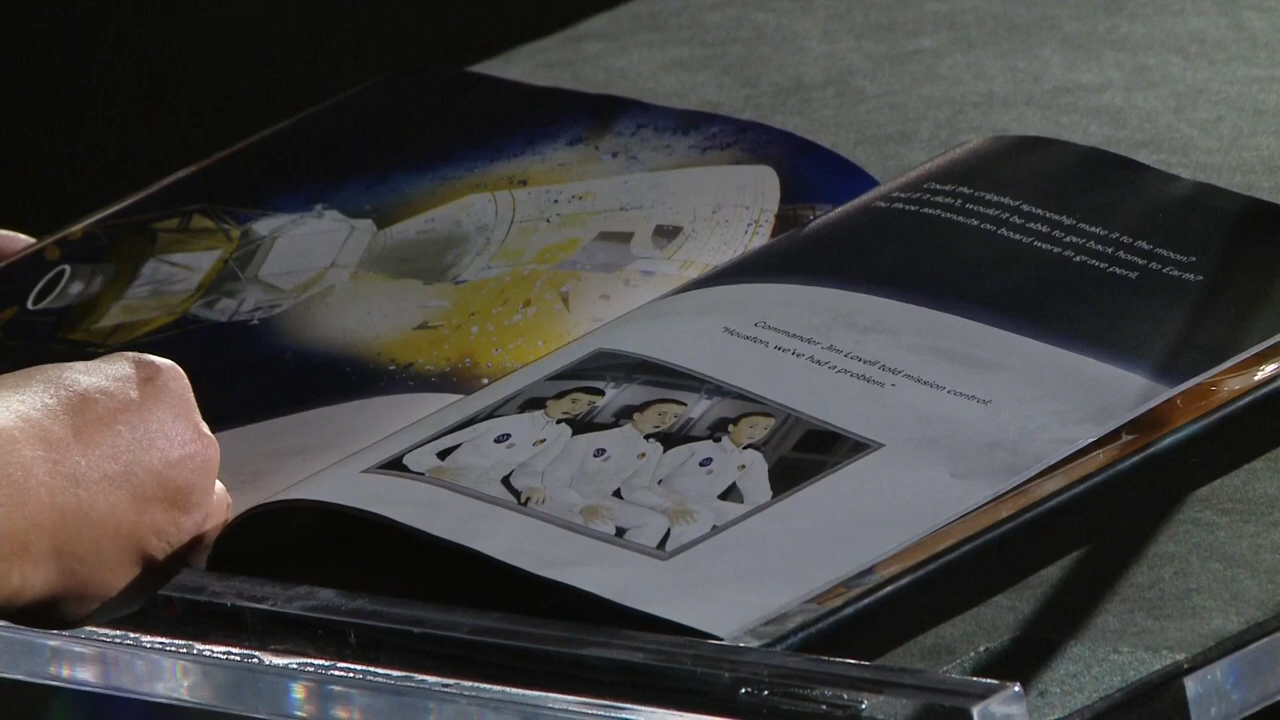 Could the crippled spaceship make it to the moon?
And if it didn't, would it be able to get back home to Earth?
The three astronauts on board were in grave peril.
Commander Jim Lovell told mission control:
"Houston, we've had a problem."